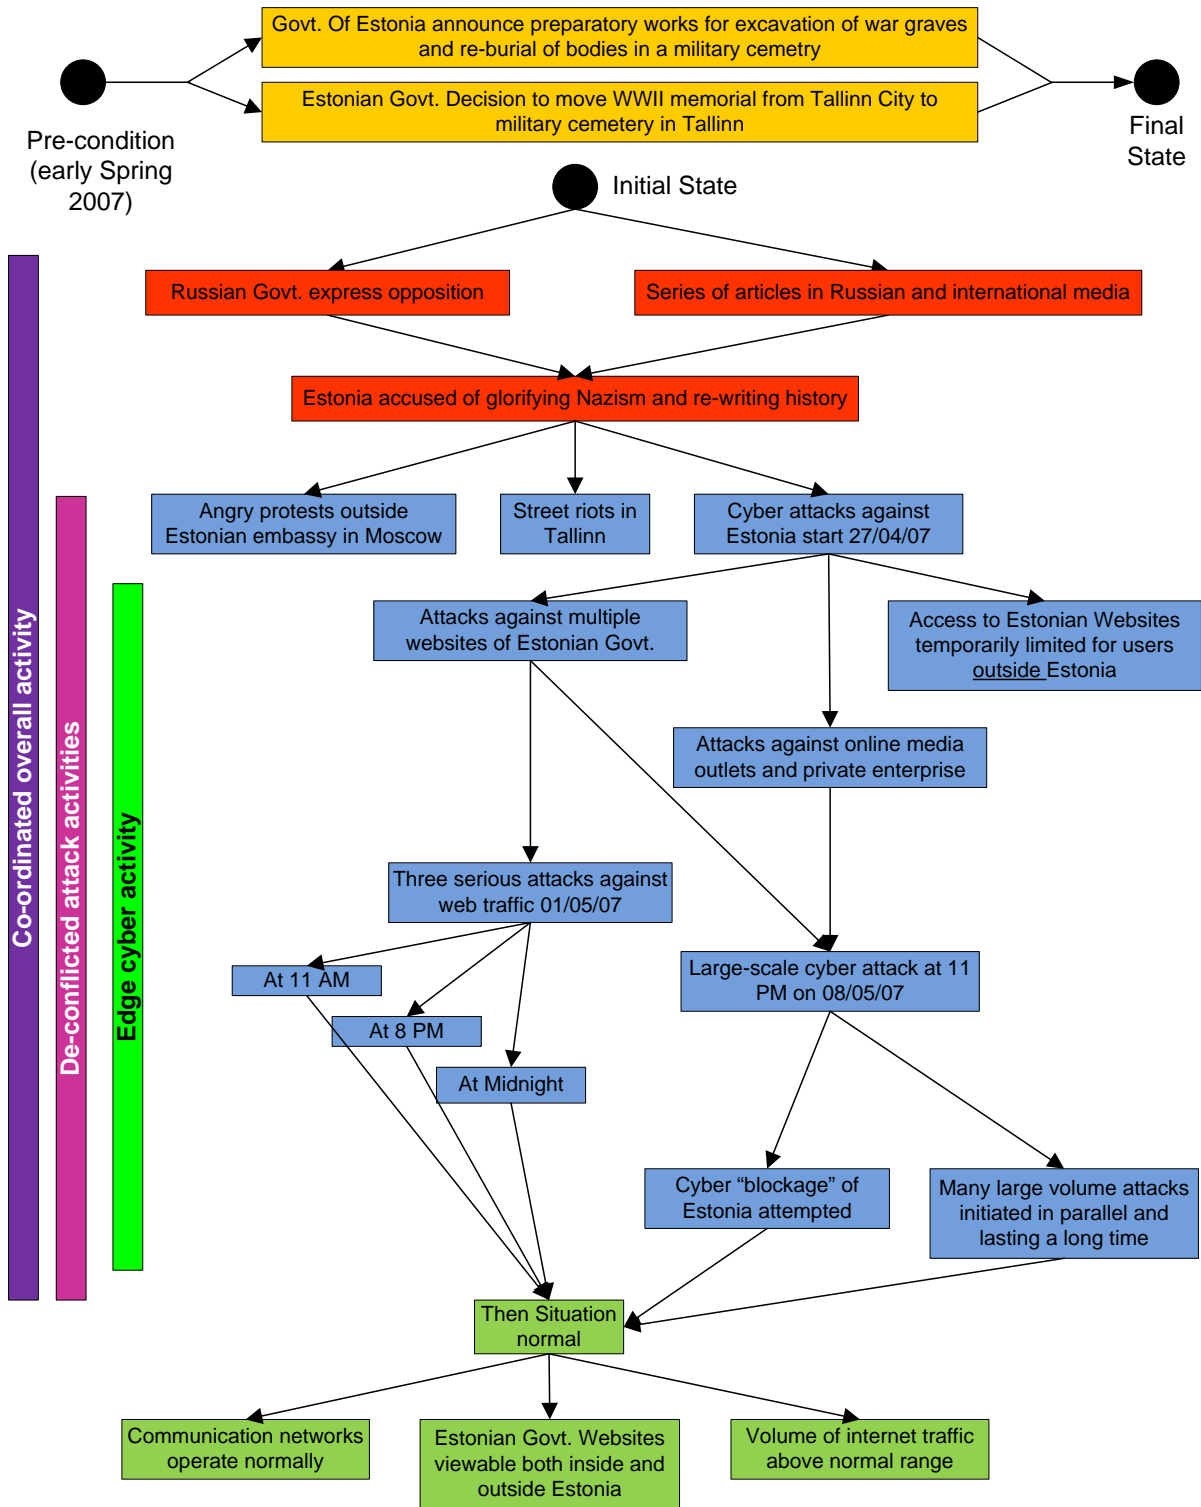 Govt. Of Estonia announce preparatory works for excavation of war graves
and re-burial of bodies in a military cemetry
Estonian Govt. Decision to move WWII memorial from Tallinn City to
military cemetery in Tallinn
Pre-condition
(early Spring
2007)
Final
State
Initial State
Russian Govt. express opposition
Series of articles in Russian and international media
Estonia accused of glorifying Nazism and re-writing history
Angry protests outside
Estonian embassy in Moscow
Street riots in
Tallinn
Cyber attacks against
Estonia start 27/04/07
Attacks against multiple
websites of Estonian Govt.
Access to Estonian Websites
temporarily limited for users
outside Estonia
Attacks against online media
outlets and private enterprise
Three serious attacks against
web traffic 01/05/07
At 11 AM
At 8 PM
At Midnight
Large-scale cyber attack at 11
PM on 08/05/07
Cyber “blockage” of
Estonia attempted
Many large volume attacks
initiated in parallel and
lasting a long time
Then Situation
normal
Communication networks
operate normally
Estonian Govt. Websites
viewable both inside and
outside Estonia
Volume of internet traffic
above normal range
Co-ordinated overall activity
De-conflicted attack activities
Edge cyber activity